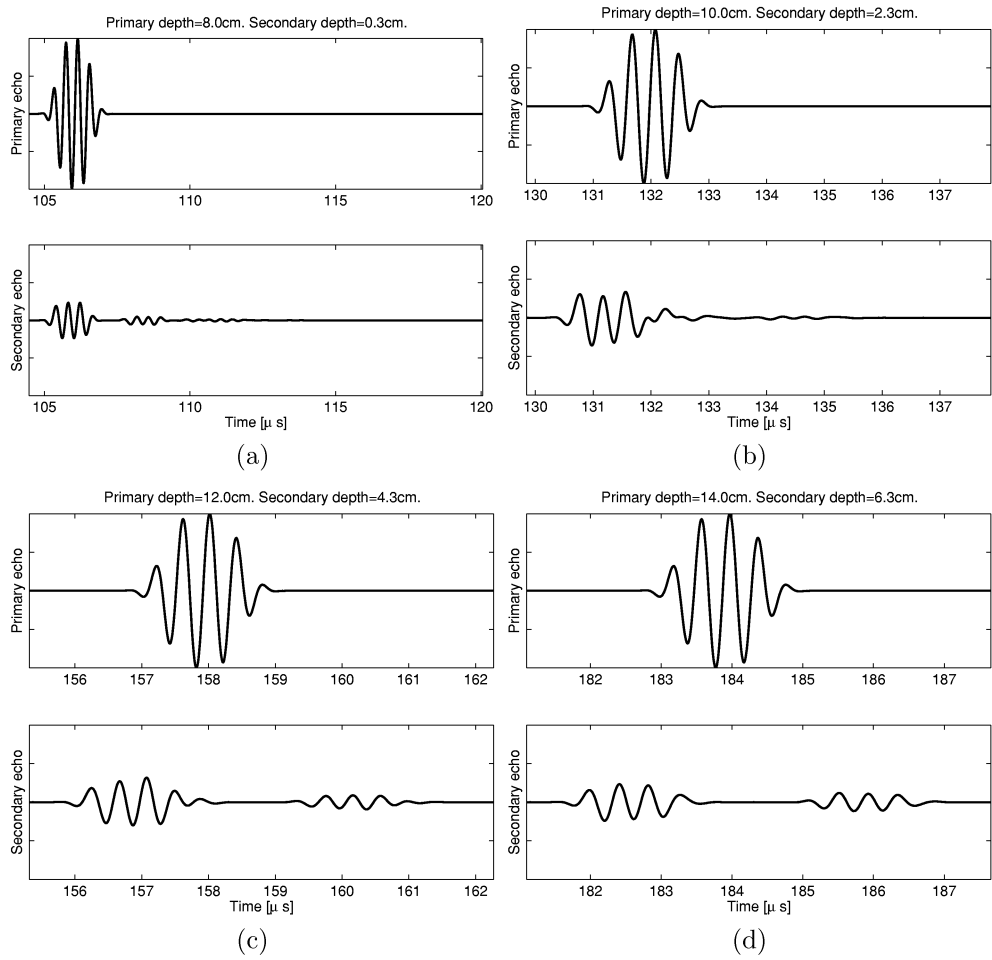 Primary depth=8.0cm. Secondary depth=0.3cm.
Primary echo
105 110 115 120
Secondary echo
105 110 115 120
Time [μ s]
(a)
Primary depth=10.0cm. Secondary depth=2.3cm.
Primary echo
130 131 132 133 134 135 136 137
Secondary echo
130 131 132 133 134 135 136 137
Time [μ s]
(b)
Primary depth=12.0cm. Secondary depth=4.3cm.
Primary echo
156 157 158 159 160 161 162
Secondary echo
156 157 158 159 160 161 162
Time [μ s]
(c)
Primary depth=14.0cm. Secondary depth=6.3cm.
Primary echo
182 183 184 185 186 187
Secondary echo
182 183 184 185 186 187
Time [μ s]
(d)